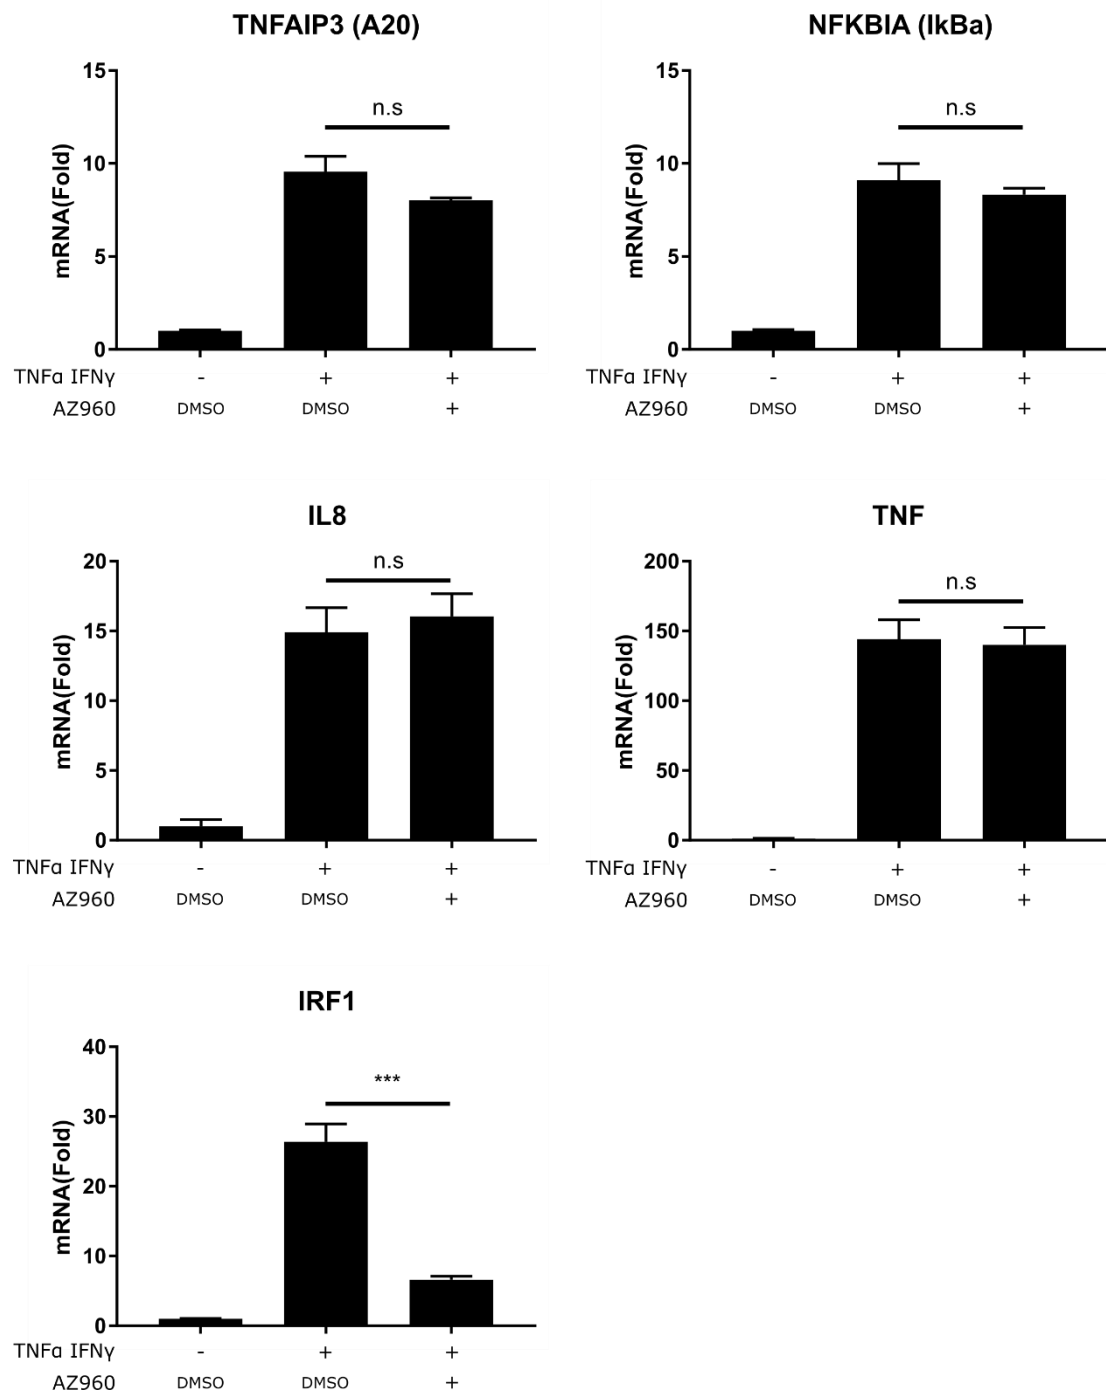 TNFAIP3 (A20)
mRNA(Fold)
15
10
5
0
TNFα IFNγ - + +
AZ960 DMSO DMSO +
NFKBIA (IkBa)
mRNA(Fold)
15
10
5
0
n.s
n.s
TNFα IFNγ - + +
AZ960 DMSO DMSO +
IL8
mRNA(Fold)
20
15
10
5
0
n.s
TNFα IFNγ - + +
AZ960 DMSO DMSO +
TNF
mRNA(Fold)
200
150
100
50
0
n.s
TNFα IFNγ - + +
AZ960 DMSO DMSO +
IRF1
mRNA(Fold)
40
30
20
10
0
***
TNFα IFNγ - + +
AZ960 DMSO DMSO +